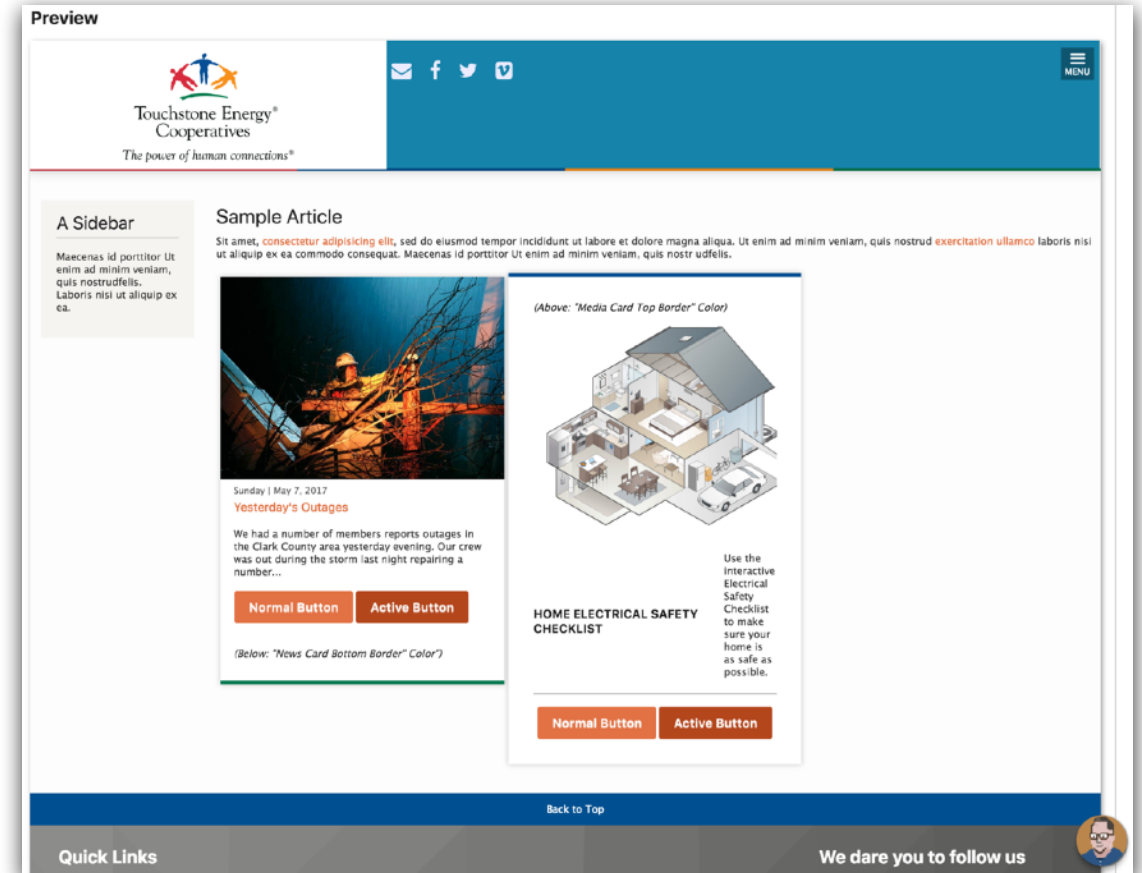 Preview
Touchstone Energy®
Cooperatives
The power of human connections®
MENU
A Sidebar
Maecenas id porttitor Ut
enim ad minim veniam,
quis nostrudfelis.
Laboris nisi ut aliquip ex
ea.
Sample Article
Sit amet, consectetur adipisicing elit, sed do eiusmod tempor incididunt ut labore et dolore magna aliqua. Ut enim ad minim veniam, quis nostrud exercitation ullamco laboris nisi
ut aliquip ex ea commodo consequat. Maecenas id porttitor Ut enim ad minim veniam, quis nostr udfelis.
Sunday | May 7, 2017
Yesterday's Outages
We had a number of members reports outages in
the Clark County area yesterday evening. Our crew
was out during the storm last night repairing a
number...
Normal Button
Active Button
(Below: "News Card Bottom Border" Color")
(Above: "Media Card Top Border" Color)
HOME ELECTRICAL SAFETY
CHECKLIST
Use the
interactive
Electrical
Safety
Checklist
to make
sure your
home is
as safe as
possible.
Normal Button
Active Button
Back to Top
Quick Links
We dare you to follow us